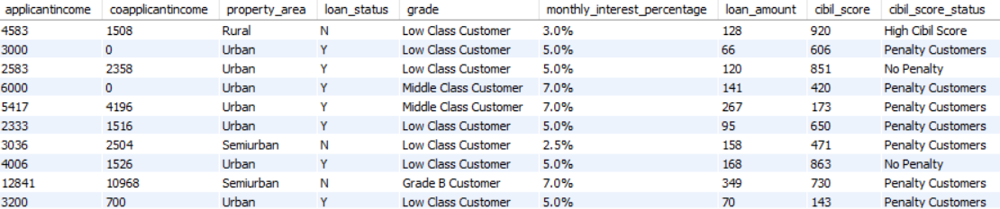 applicantincome coapplicantincome property_area loan_status grade monthly_interest_percentage loan_amount cibil_score cibil_score_status
4583 1508 Rural N Low Class Customer 3.0% 128 920 High Cibil Score
3000 0 Urban Y Low Class Customer 5.0% 66 606 Penalty Customers
2583 2358 Urban Y Low Class Customer 5.0% 120 851 No Penalty
6000 0 Urban Y Middle Class Customer 7.0% 141 420 Penalty Customers
5417 4196 Urban Y Middle Class Customer 7.0% 267 173 Penalty Customers
2333 1516 Urban Y Low Class Customer 5.0% 95 650 Penalty Customers
3036 2504 Semiurban N Low Class Customer 2.5% 158 471 Penalty Customers
4006 1526 Urban Y Low Class Customer 5.0% 168 863 No Penalty
12841 10968 Semiurban N Grade B Customer 7.0% 349 730 Penalty Customers
3200 700 Urban Y Low Class Customer 5.0% 70 143 Penalty Customers